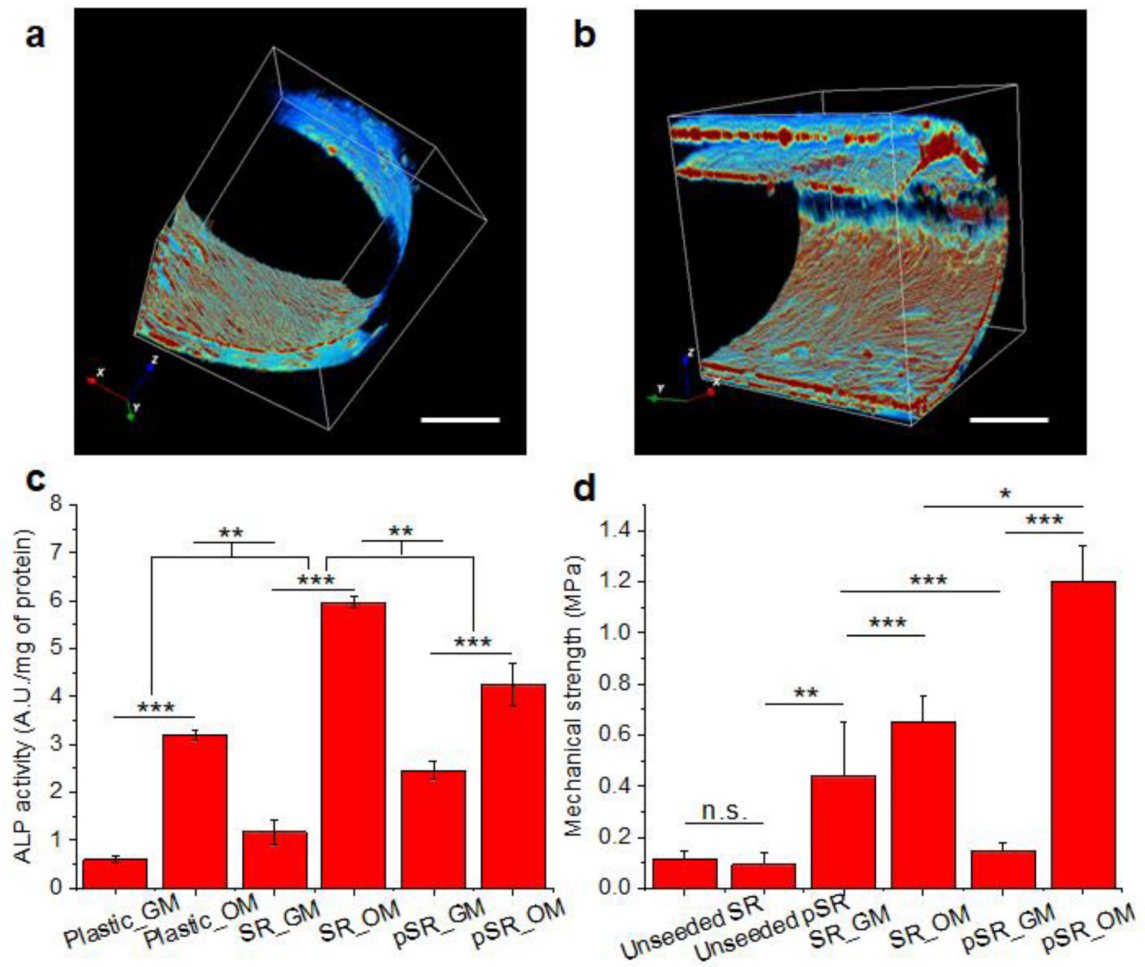 a
b
X
Z
Y
Z
Y
X
c
d
ALP activity (A.U./mg of protein)
8
7
6
5
4
3
2
1
0
**
**
***
***
***
Plastic_GM
Plastic_OM
SR_GM
SR_OM
pSR_GM
pSR_OM
Mechanical strength (MPa)
1.4
1.2
1.0
0.8
0.6
0.4
0.2
0.0
*
***
***
***
**
n.s.
Unseeded SR
Unseeded pSR
SR_GM
SR_OM
pSR_GM
pSR_OM